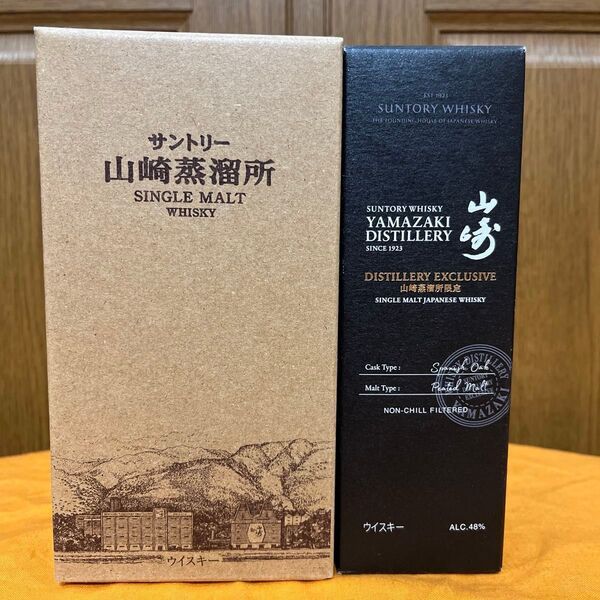 サントリー
山崎蒸溜所
SINGLE MALT
WHISKY
ウイスキー
EST 1923
SUNTORY WHISKY
THE FOUNDING HOUSE OF JAPANESE WHISKY
SUNTORY WHISKY
YAMAZAKI
DISTILLERY
SINCE 1923
山崎
DISTILLERY EXCLUSIVE
山崎蒸溜所限定
SINGLE MALT JAPANESE WHISKY
Cask Type : Spanish Oak
Malt Type : Peated Malt
NON-CHILL FILTERED
DISTILLERY
YAMAZAKI
ウイスキー ALC.48%